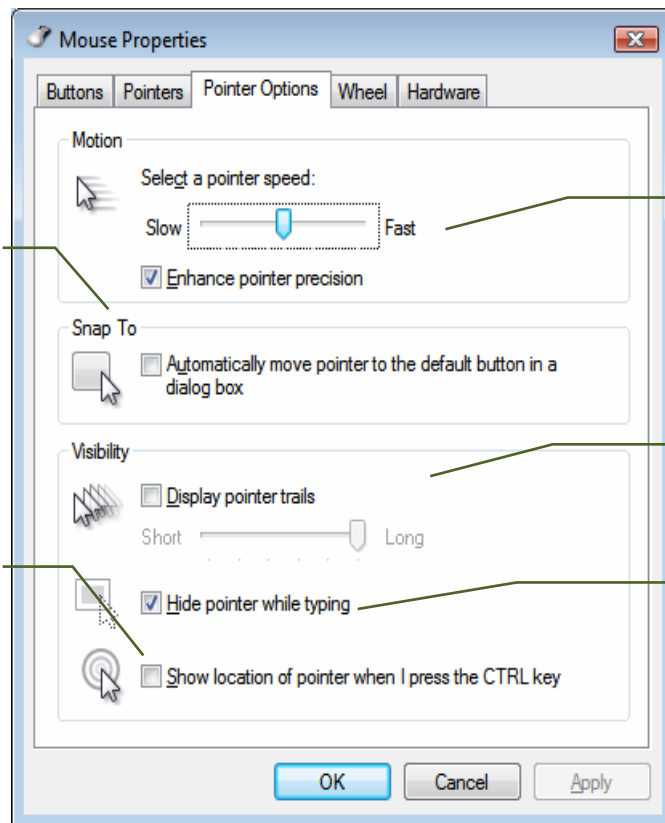 Mouse Properties
Buttons Pointers Pointer Options Wheel Hardware
Motion
Select a pointer speed:
Slow Fast
Enhance pointer precision
Snap To
Automatically move pointer to the default button in a
dialog box
Visibility
Display pointer trails
Short Long
Hide pointer while typing
Show location of pointer when I press the CTRL key
OK Cancel Apply